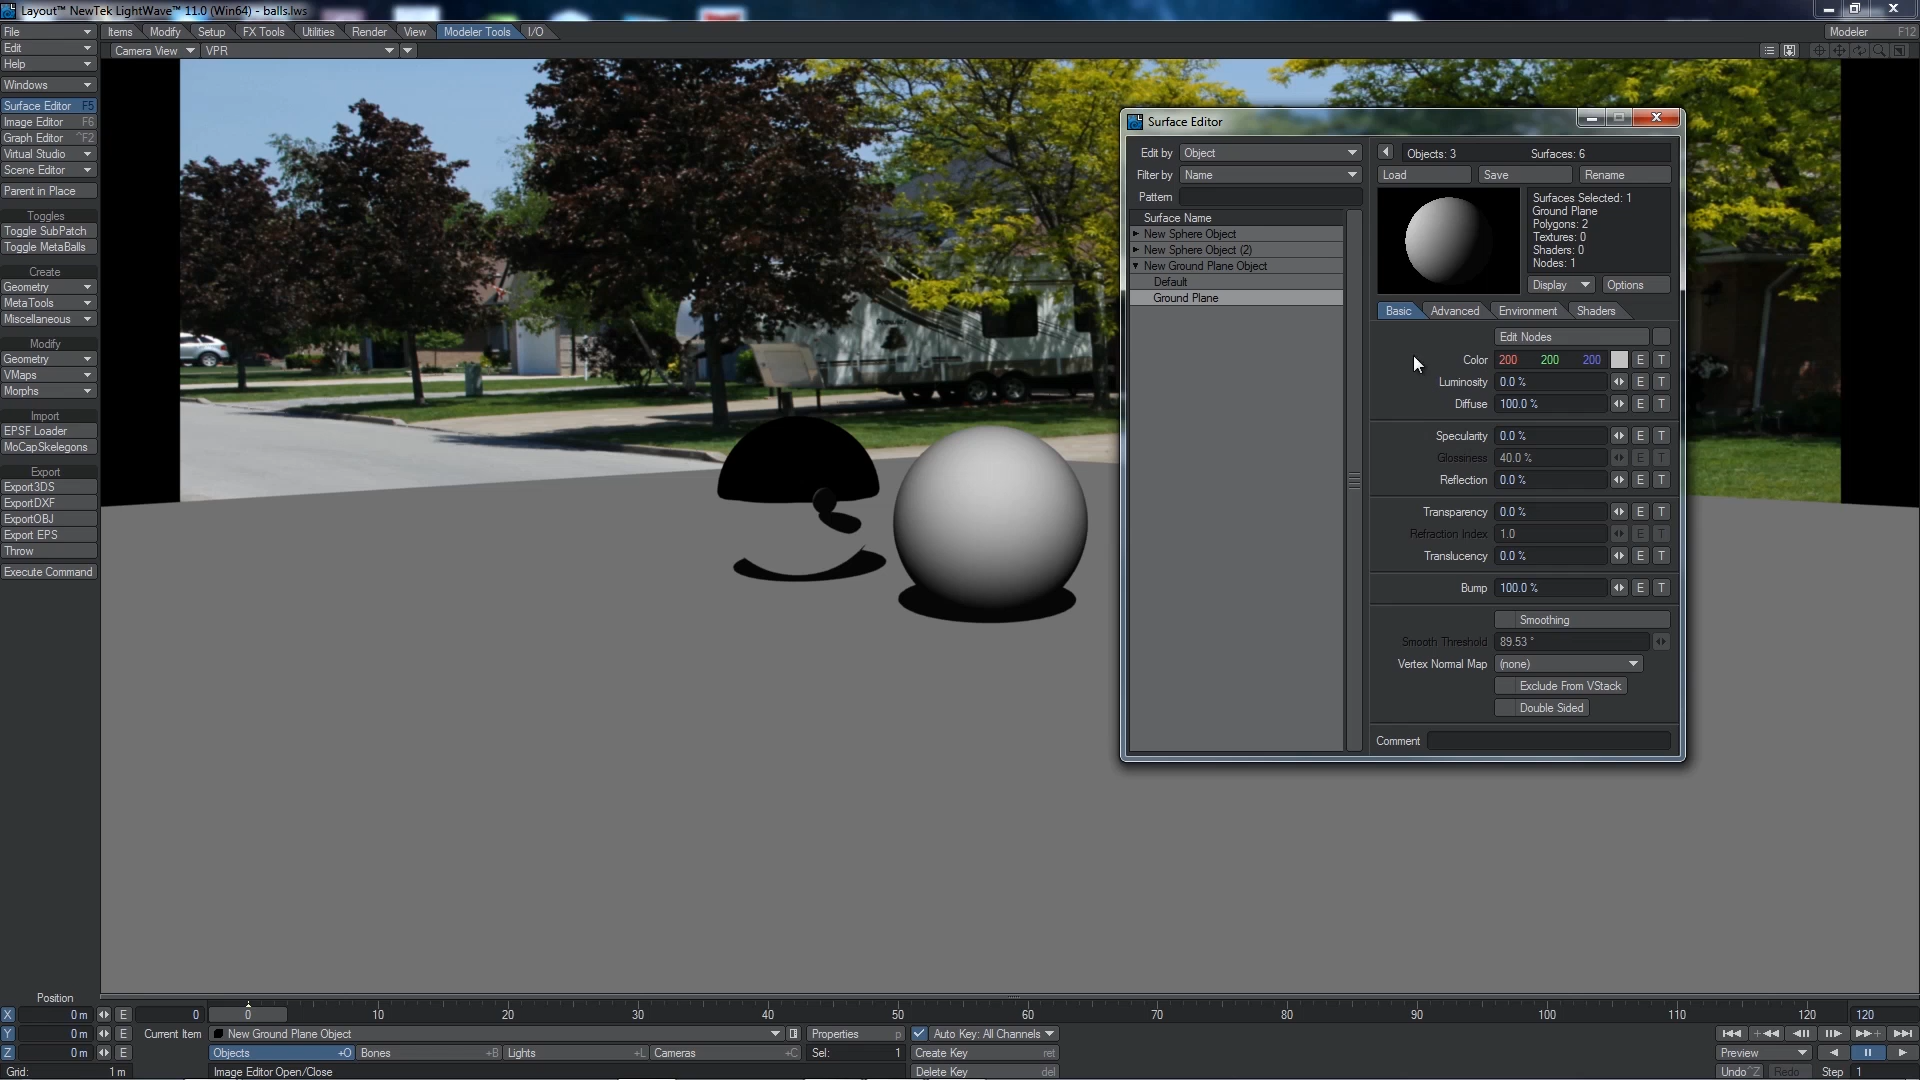 Layout™ NewTek LightWave™ 11.0 (Win64) - balls.lws
File
Items Modify Setup FX Tools Utilities Render View Modeler Tools I/O
Modeler F12
Edit
Camera View VPR
Help
Windows
Surface Editor F5
Image Editor F6
Graph Editor ^F2
Virtual Studio
Scene Editor
Parent in Place
Toggles
Toggle SubPatch
Toggle MetaBalls
Create
Geometry
MetaTools
Miscellaneous
Modify
Geometry
VMaps
Morphs
Import
EPSF Loader
MoCapSkelegons
Export
Export3DS
ExportDXF
ExportOBJ
Export EPS
Throw
Execute Command
Surface Editor
Edit by Object
Filter by Name
Pattern
Surface Name
New Sphere Object
New Sphere Object (2)
New Ground Plane Object
Default
Ground Plane
Objects: 3 Surfaces: 6
Load Save Rename
Surfaces Selected: 1
Ground Plane
Polygons: 2
Textures: 0
Shaders: 0
Nodes: 1
Display Options
Basic Advanced Environment Shaders
Edit Nodes
Color 200 200 200 E T
Luminosity 0.0 % E T
Diffuse 100.0 % E T
Specularity 0.0 % E T
Glossiness 40.0 % E T
Reflection 0.0 % E T
Transparency 0.0 % E T
Refraction Index 1.0 E T
Translucency 0.0 % E T
Bump 100.0 % E T
Smoothing
Smooth Threshold 89.53 °
Vertex Normal Map (none)
Exclude From VStack
Double Sided
Comment
Position
X 0 m E 0 0 10 20 30 40 50 60 70 80 90 100 110 120 120
Y 0 m E Current Item New Ground Plane Object Properties p Auto Key: All Channels
Z 0 m E Objects +O Bones +B Lights +L Cameras +C Sel: 1 Create Key ret Preview
Grid: 1 m Image Editor Open/Close Delete Key del Undo ^Z Redo Step 1